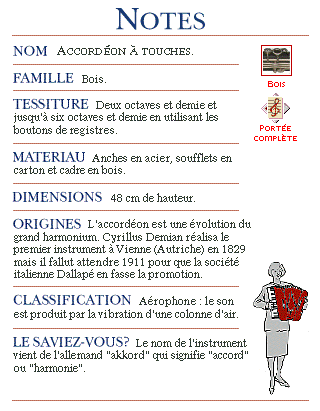 NOTES
NOM ACCORDÉON À TOUCHES.
FAMILLE Bois.
TESSITURE Deux octaves et demie et
jusqu'à six octaves et demie en utilisant les
boutons de registres.
MATERIAU Anches en acier, soufflets en
carton et cadre en bois.
DIMENSIONS 48 cm de hauteur.
ORIGINES L'accordéon est une évolution du
grand harmonium. Cyrillus Demian réalisa le
premier instrument à Vienne (Autriche) en 1829
mais il fallut attendre 1911 pour que la société
italienne Dallapé en fasse la promotion.
CLASSIFICATION Aérophone : le son
est produit par la vibration d'une colonne d'air.
LE SAVIEZ-VOUS? Le nom de l'instrument
vient de l'allemand "akkord" qui signifie "accord"
ou "harmonie".
BOIS
PORTÉE
COMPLÈTE